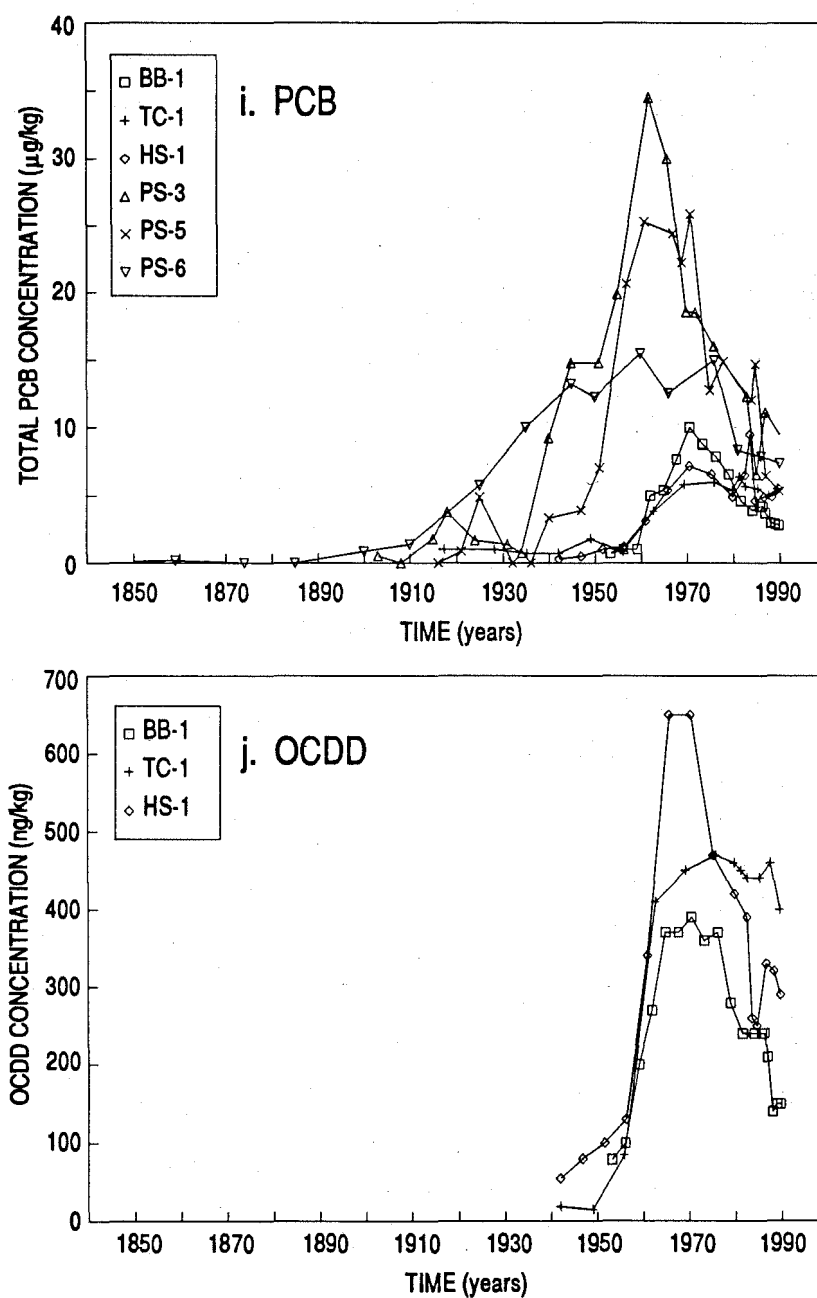 40
30
20
10
0
TOTAL PCB CONCENTRATION (µg/kg)
BB-1
TC-1
HS-1
PS-3
PS-5
PS-6
i. PCB
1850 1870 1890 1910 1930 1950 1970 1990
TIME (years)
700
600
500
400
300
200
100
0
OCDD CONCENTRATION (ng/kg)
BB-1
TC-1
HS-1
j. OCDD
1850 1870 1890 1910 1930 1950 1970 1990
TIME (years)